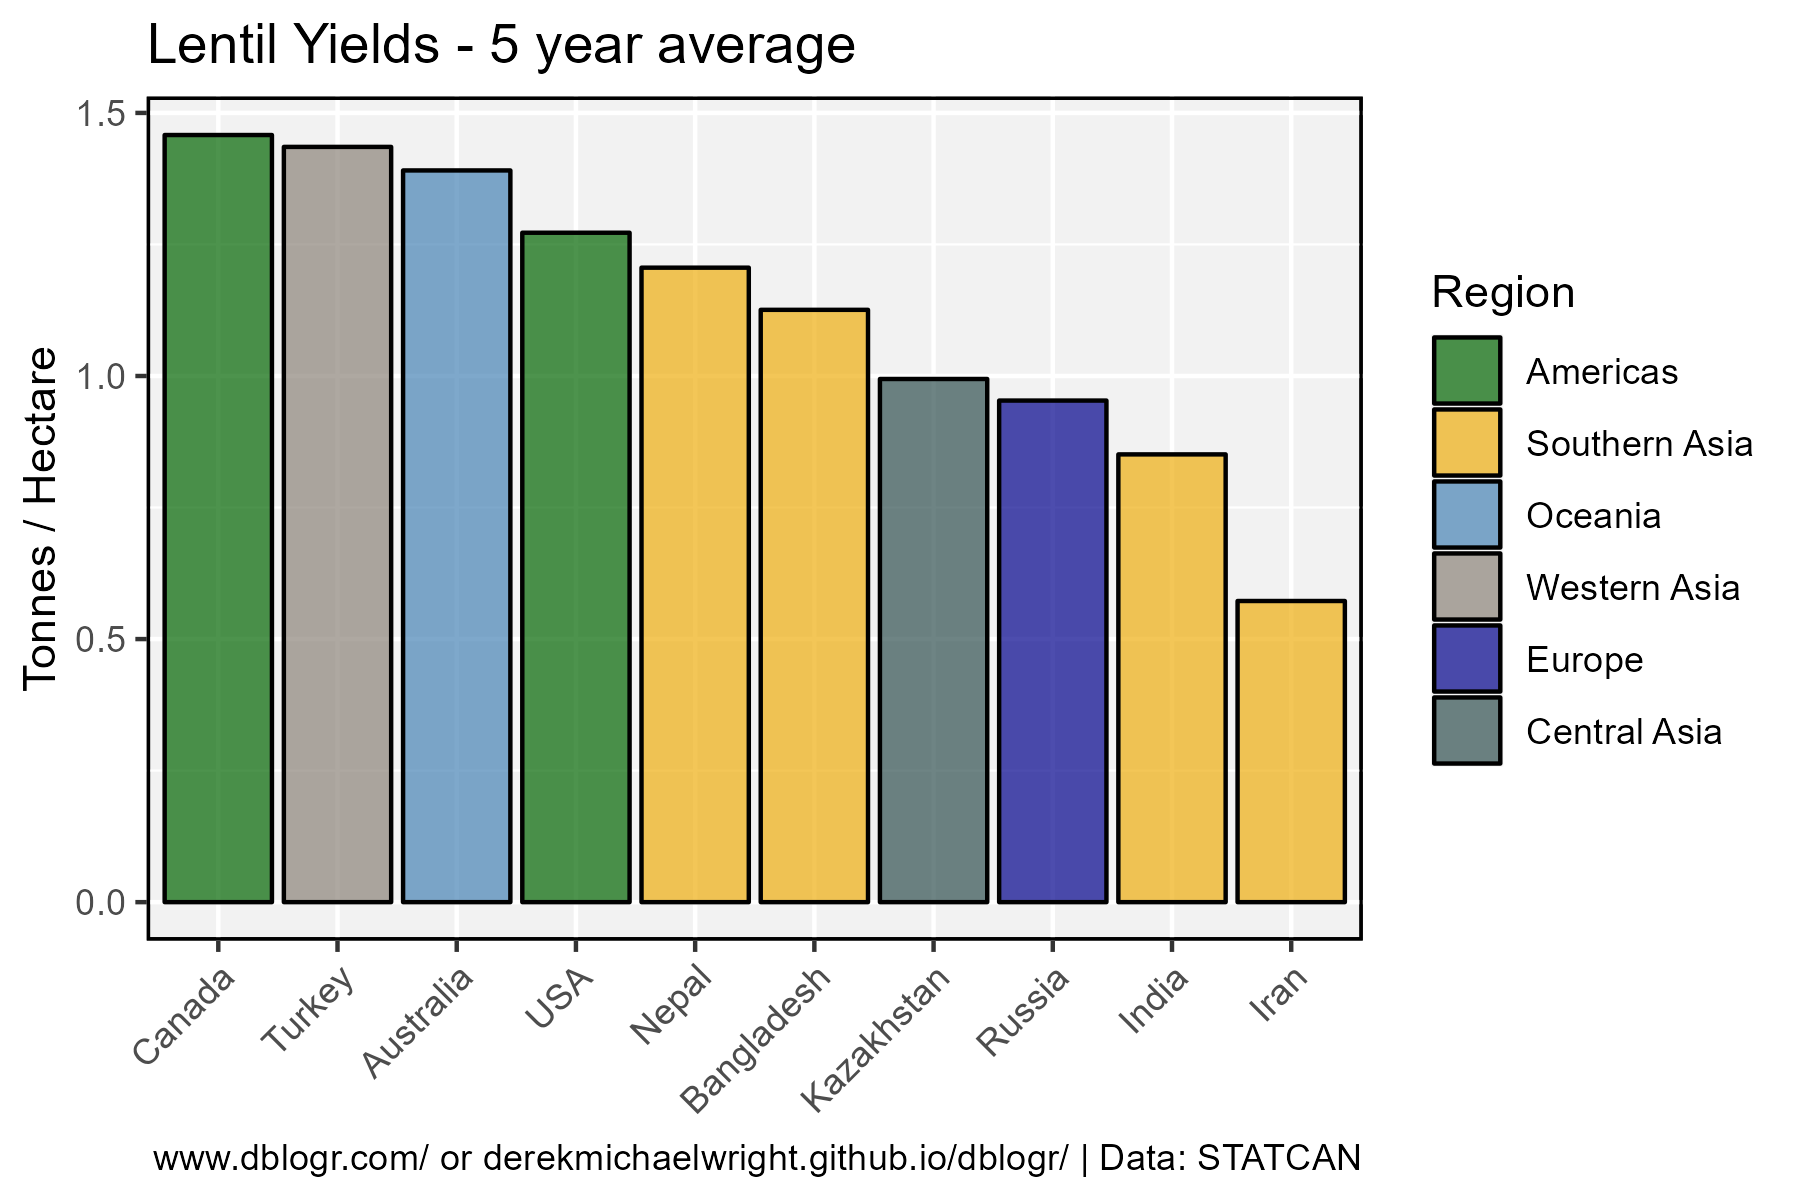 Lentil Yields - 5 year average
Tonnes / Hectare
1.5
1.0
0.5
0.0
Canada
Turkey
Australia
USA
Nepal
Bangladesh
Kazakhstan
Russia
India
Iran
Region
Americas
Southern Asia
Oceania
Western Asia
Europe
Central Asia
www.dblogr.com/ or derekmichaelwright.github.io/dblogr/ | Data: STATCAN